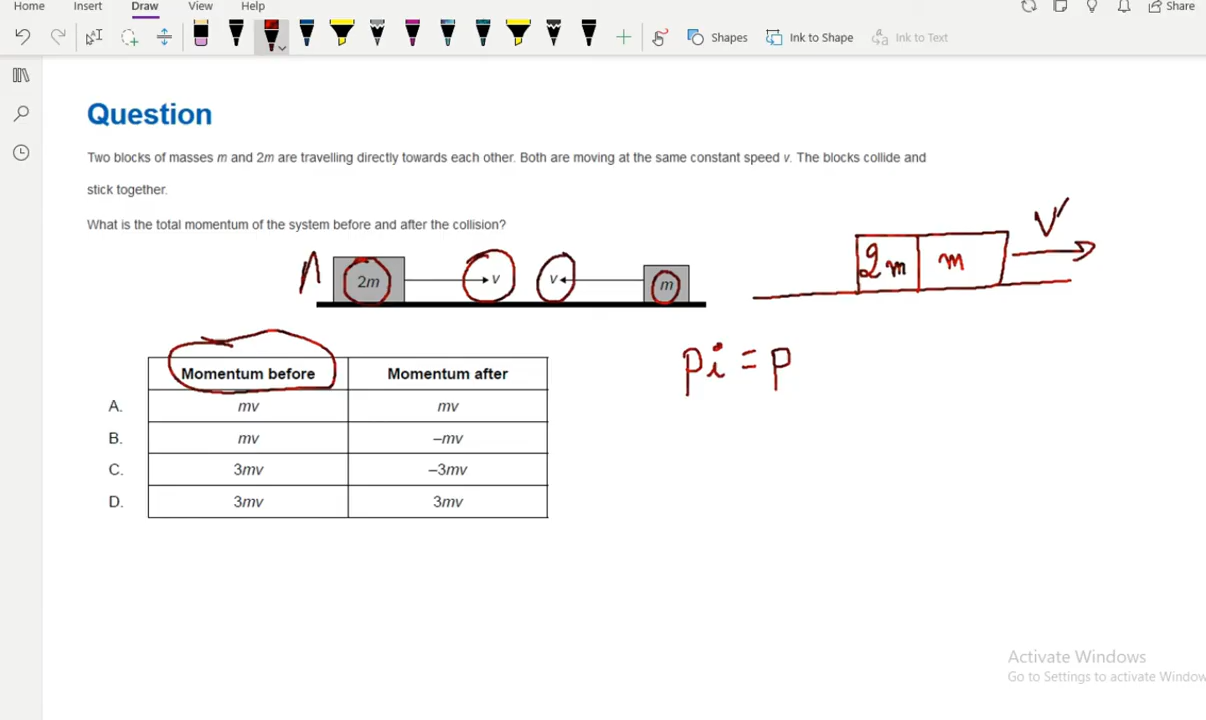 Home Insert Draw View Help Share
Shapes Ink to Shape Ink to Text
Question
Two blocks of masses m and 2m are travelling directly towards each other. Both are moving at the same constant speed v. The blocks collide and
stick together.
What is the total momentum of the system before and after the collision?
2m v v m
2m m V'
Momentum before Momentum after
A. mv mv
B. mv –mv
C. 3mv –3mv
D. 3mv 3mv
pi = p
Activate Windows
Go to Settings to activate Window